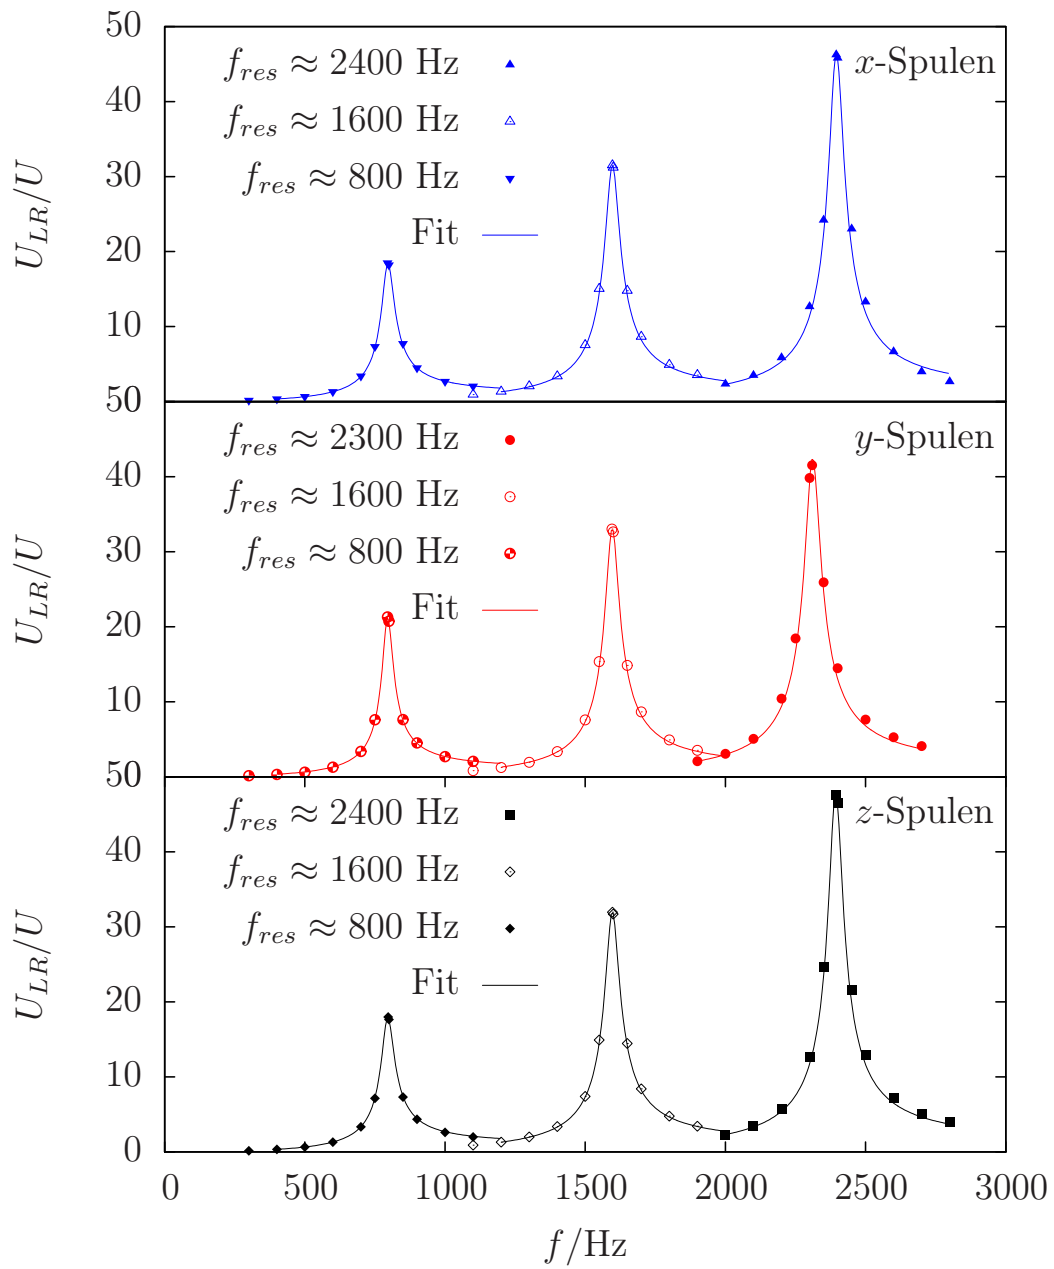 50
f_res ≈ 2400 Hz
x-Spulen
40
f_res ≈ 1600 Hz
30
f_res ≈ 800 Hz
U_LR/U
Fit
20
10
50
f_res ≈ 2300 Hz
y-Spulen
40
f_res ≈ 1600 Hz
30
f_res ≈ 800 Hz
U_LR/U
Fit
20
10
50
f_res ≈ 2400 Hz
z-Spulen
40
f_res ≈ 1600 Hz
30
f_res ≈ 800 Hz
U_LR/U
Fit
20
10
0
0 500 1000 1500 2000 2500 3000
f/Hz